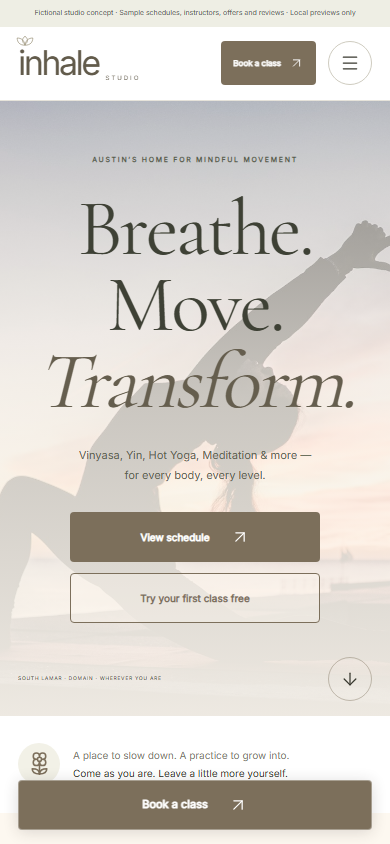 Fictional studio concept · Sample schedules, instructors, offers and reviews · Local previews only
inhale
STUDIO
Book a class
AUSTIN'S HOME FOR MINDFUL MOVEMENT
Breathe.
Move.
Transform.
Vinyasa, Yin, Hot Yoga, Meditation & more —
for every body, every level.
View schedule
Try your first class free
SOUTH LAMAR · DOMAIN · WHEREVER YOU ARE
A place to slow down. A practice to grow into.
Come as you are. Leave a little more yourself.
Book a class